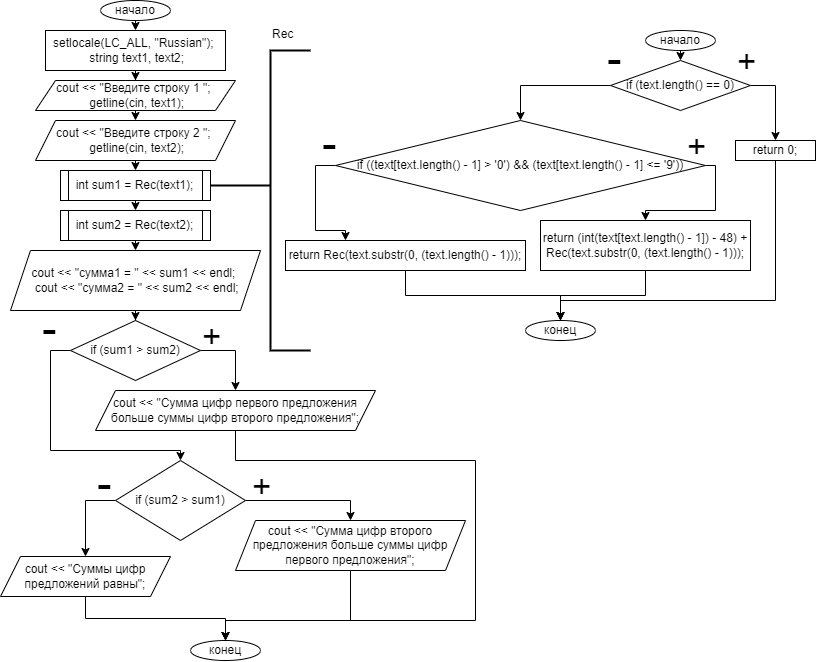 начало
setlocale(LC_ALL, "Russian");
string text1, text2;
cout << "Введите строку 1 ";
getline(cin, text1);
cout << "Введите строку 2 ";
getline(cin, text2);
int sum1 = Rec(text1);
int sum2 = Rec(text2);
cout << "сумма1 = " << sum1 << endl;
cout << "сумма2 = " << sum2 << endl;
-
+
if (sum1 > sum2)
cout << "Сумма цифр первого предложения
больше суммы цифр второго предложения";
-
+
if (sum2 > sum1)
cout << "Сумма цифр второго
предложения больше суммы цифр
первого предложения";
cout << "Суммы цифр
предложений равны";
конец
Rec
начало
-
+
if (text.length() == 0)
return 0;
-
+
if ((text[text.length() - 1] > '0') && (text[text.length() - 1] <= '9'))
return Rec(text.substr(0, (text.length() - 1)));
return (int(text[text.length() - 1]) - 48) +
Rec(text.substr(0, (text.length() - 1)));
конец